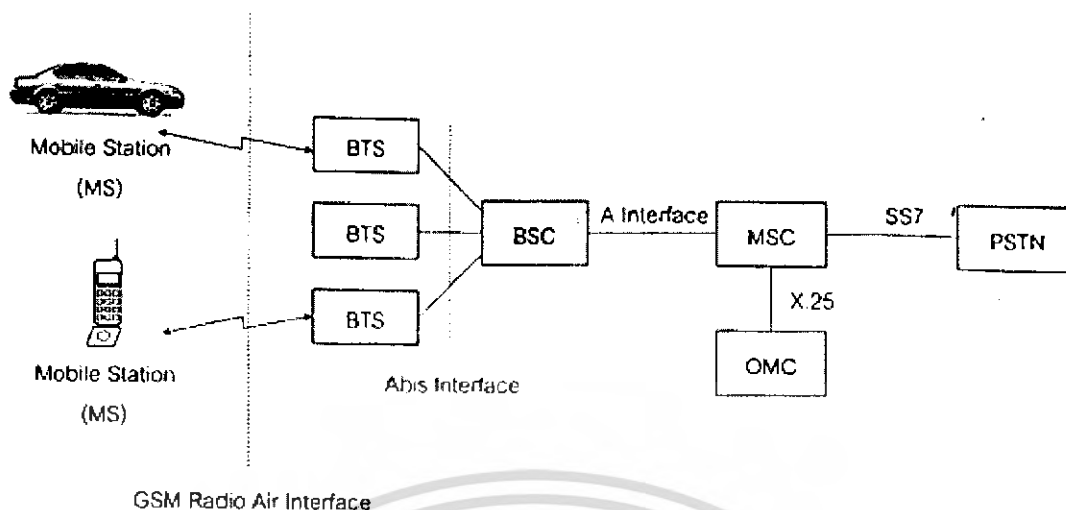 Mobile Station
(MS)
BTS
BTS
BTS
BSC
A Interface
MSC
SS7
PSTN
X.25
OMC
Mobile Station
(MS)
Abis Interface
GSM Radio Air Interface